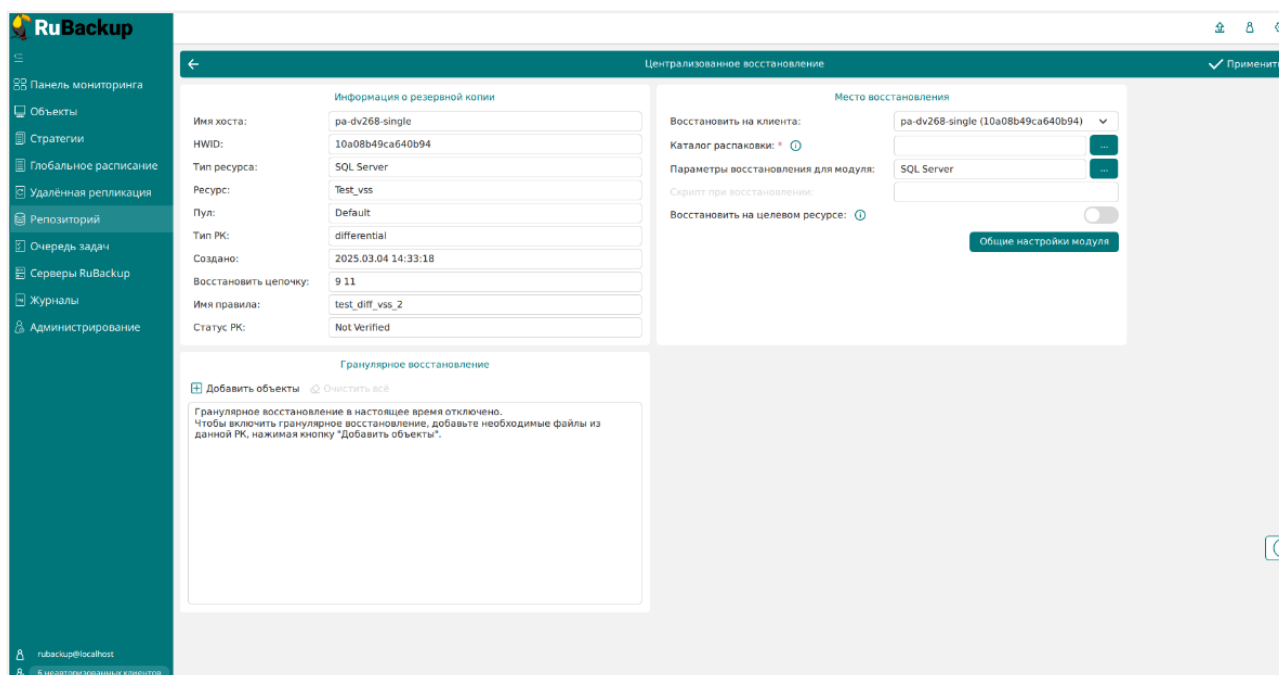 RuBackup
Централизованное восстановление
Применить
Панель мониторинга
Объекты
Стратегии
Глобальное расписание
Удалённая репликация
Репозиторий
Очередь задач
Серверы RuBackup
Журналы
Администрирование
rubackup@localhost
6 неавторизованных клиентов
Информация о резервной копии
Имя хоста: pa-dv268-single
HWID: 10a08b49ca640b94
Тип ресурса: SQL Server
Ресурс: Test_vss
Пул: Default
Тип РК: differential
Создано: 2025.03.04 14:33:18
Восстановить цепочку: 9 11
Имя правила: test_diff_vss_2
Статус РК: Not Verified
Место восстановления
Восстановить на клиента: pa-dv268-single (10a08b49ca640b94)
Каталог распаковки: * ...
Параметры восстановления для модуля: SQL Server ...
Скрипт при восстановлении:
Восстановить на целевом ресурсе:
Общие настройки модуля
Гранулярное восстановление
Добавить объекты Очистить всё
Гранулярное восстановление в настоящее время отключено.
Чтобы включить гранулярное восстановление, добавьте необходимые файлы из
данной РК, нажимая кнопку "Добавить объекты".